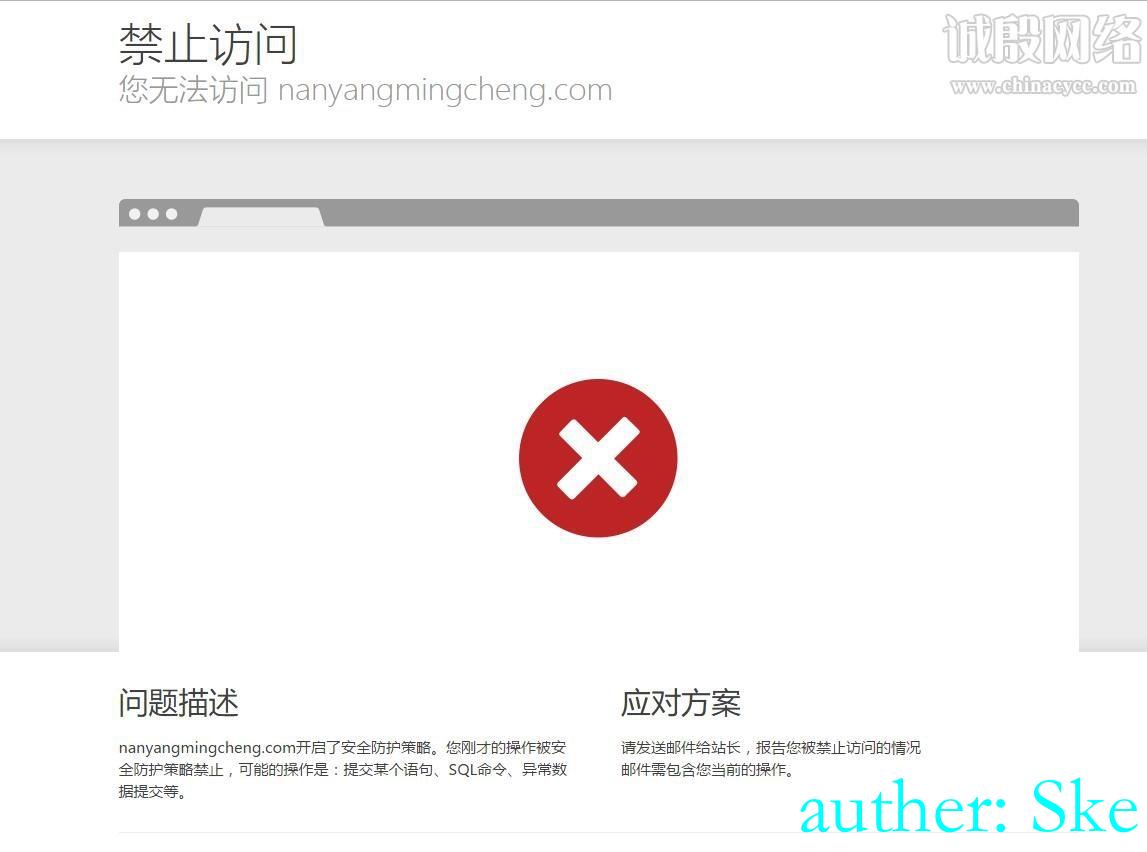 禁止访问
您无法访问 nanyangmingcheng.com
诚殷网络
www.chinacycc.com
问题描述
nanyangmingcheng.com开启了安全防护策略。您刚才的操作被安
全防护策略禁止，可能的操作是：提交某个语句、SQL命令、异常数
据提交等。
应对方案
请发送邮件给站长，报告您被禁止访问的情况
邮件需包含您当前的操作。
auther: Ske